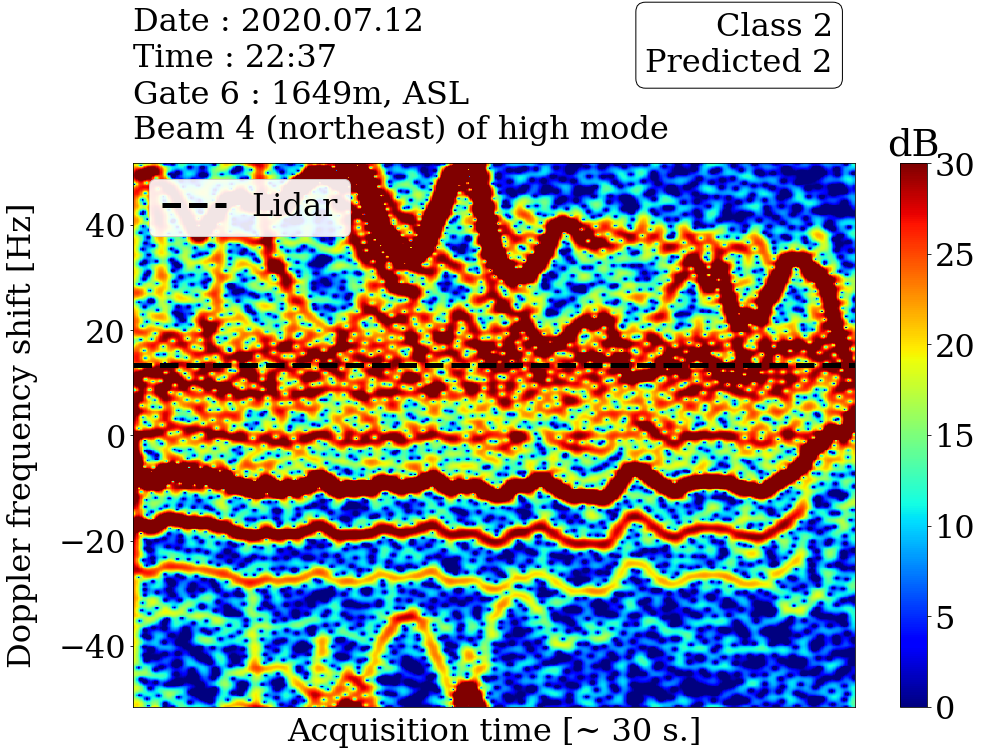 Date : 2020.07.12
Time : 22:37
Gate 6 : 1649m, ASL
Beam 4 (northeast) of high mode
Class 2
Predicted 2
dB
Lidar
Doppler frequency shift [Hz]
40
20
0
−20
−40
Acquisition time [~ 30 s.]
30
25
20
15
10
5
0